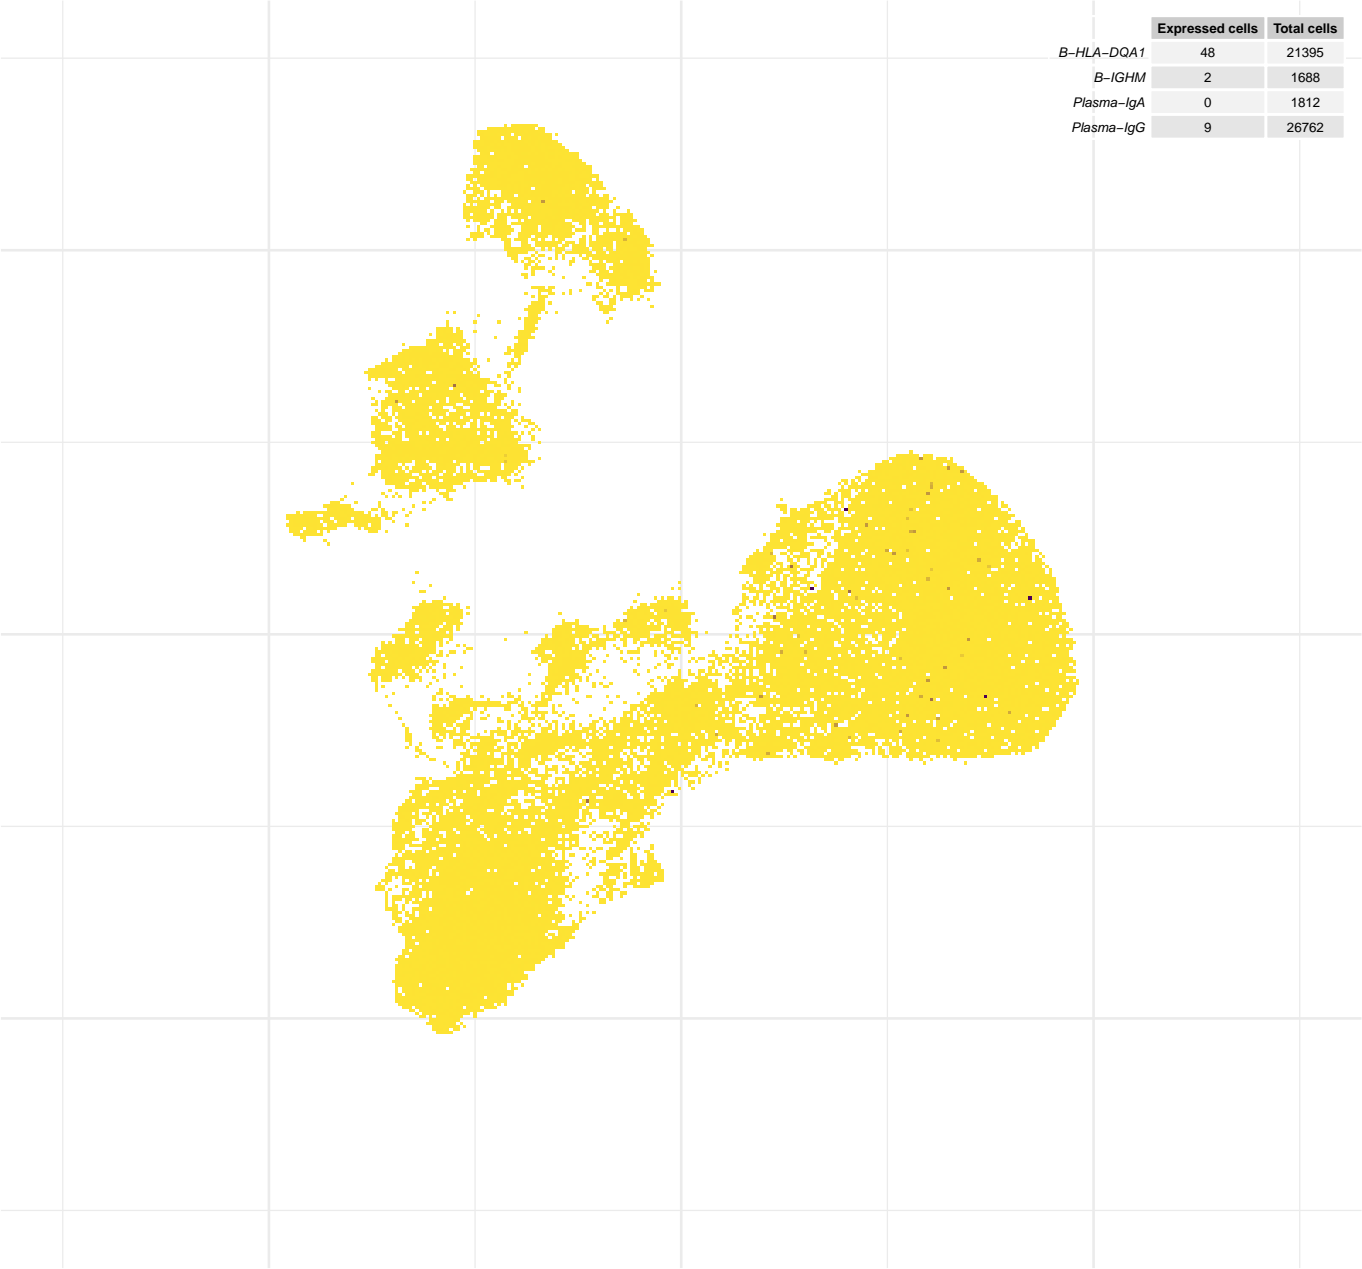 Expressed cells Total cells
B−HLA−DQA1 48 21395
B−IGHM 2 1688
Plasma−IgA 0 1812
Plasma−IgG 9 26762